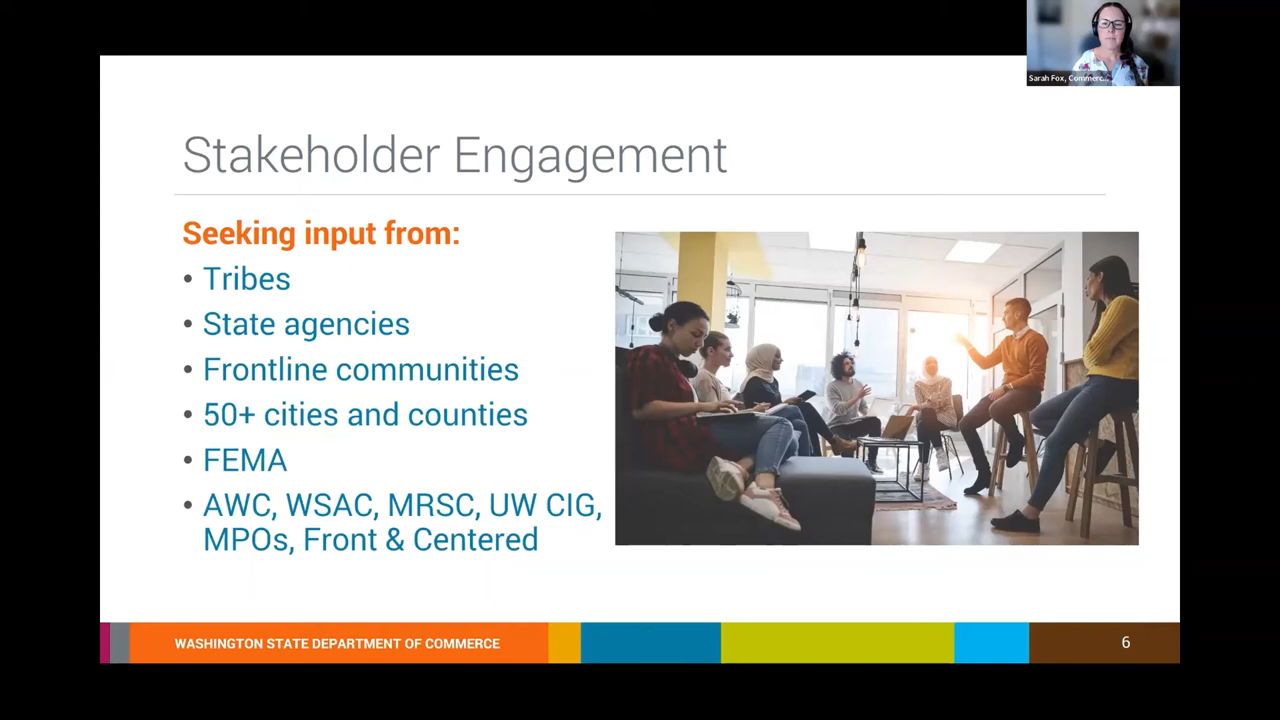 Sarah Fox, Commerc...
Stakeholder Engagement
Seeking input from:
• Tribes
• State agencies
• Frontline communities
• 50+ cities and counties
• FEMA
• AWC, WSAC, MRSC, UW CIG,
MPOs, Front & Centered
WASHINGTON STATE DEPARTMENT OF COMMERCE
6